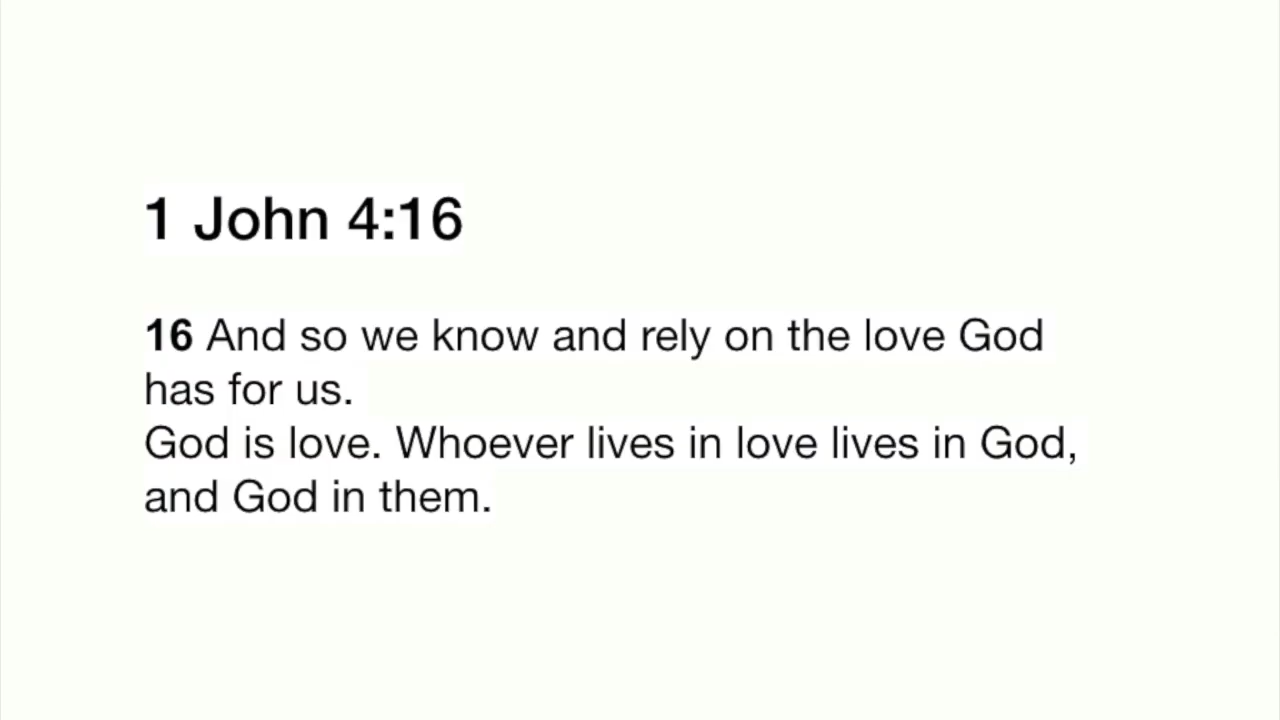 1 John 4:16
16 And so we know and rely on the love God
has for us.
God is love. Whoever lives in love lives in God,
and God in them.